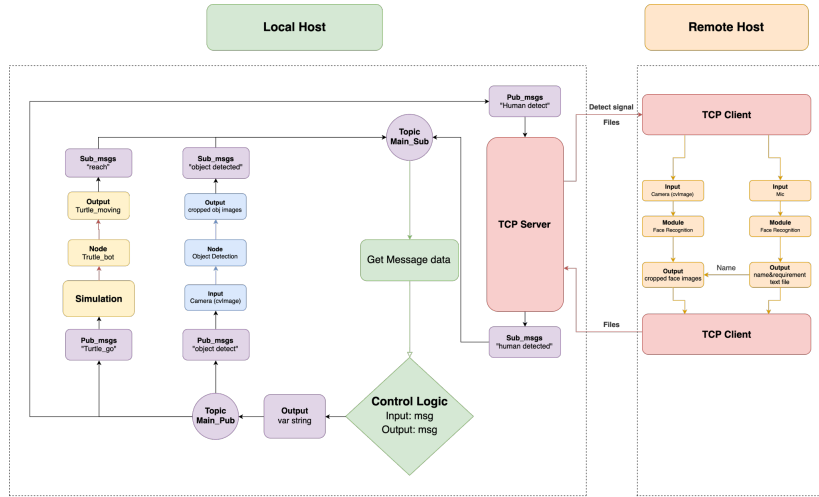 Local Host
Remote Host
Pub_msgs
"Human detect"
Detect signal
Files
TCP Client
Topic
Main_Sub
Sub_msgs
"reach"
Sub_msgs
"object detected"
TCP Server
Output
Turtle_moving
Output
cropped obj images
Input
Camera (cvImage)
Input
Mic
Node
Trutle_bot
Node
Object Detection
Get Message data
Module
Face Recognition
Module
Face Recognition
Simulation
Input
Camera (cvImage)
Output
cropped face images
Name
Output
name&requirement
text file
Pub_msgs
"Turtle_go"
Pub_msgs
"object detect"
Sub_msgs
"human detected"
Files
TCP Client
Topic
Main_Pub
Output
var string
Control Logic
Input: msg
Output: msg